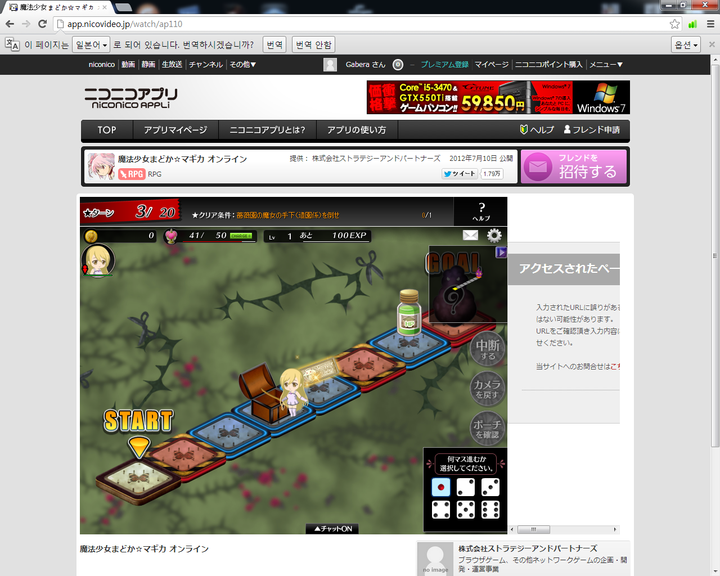 魔法少女まどか☆マギカ
app.nicovideo.jp/watch/ap110
이 페이지는 일본어 로 되어 있습니다. 번역하시겠습니까? 번역 번역 안함 옵션
niconico 動画 静画 生放送 チャンネル その他▼ Gabera さん プレミアム登録 マイページ ニコニコポイント購入 メニュー▼
ニコニコアプリ
NICONICO APPLI
価格衝撃
Core i5-3470&
GTX550Ti搭載
ゲームパソコン!!
59,850円
Windows 7
TOP アプリマイページ ニコニコアプリとは? アプリの使い方 ヘルプ フレンド申請
魔法少女まどか☆マギカ オンライン
提供: 株式会社ストラテジーアンドパートナーズ 2012年7月10日 公開
RPG RPG
ツイート 1.79万
フレンドを
招待する
★ターン 3/20
★クリア条件:薔薇園の魔女の手下(造園(ぞ)を倒せ 0/1
?
ヘルプ
0 41/ 50 Lv 1 あと 100EXP
GOAL
中断
する
カメラ
を戻す
ポーチ
を確認
START
何マス進むか
選択してください。
▲チャットON
アクセスされたペー
入力されたURLに誤りがある
はない可能性があります。
URLをご確認頂き入力内容に
せください。
当サイトへのお問合せはこち
魔法少女まどか☆マギカ オンライン
no image
株式会社ストラテジーアンドパートナーズ
ブラウザゲーム、その他ネットワークゲームの企画・開
発・運営事業